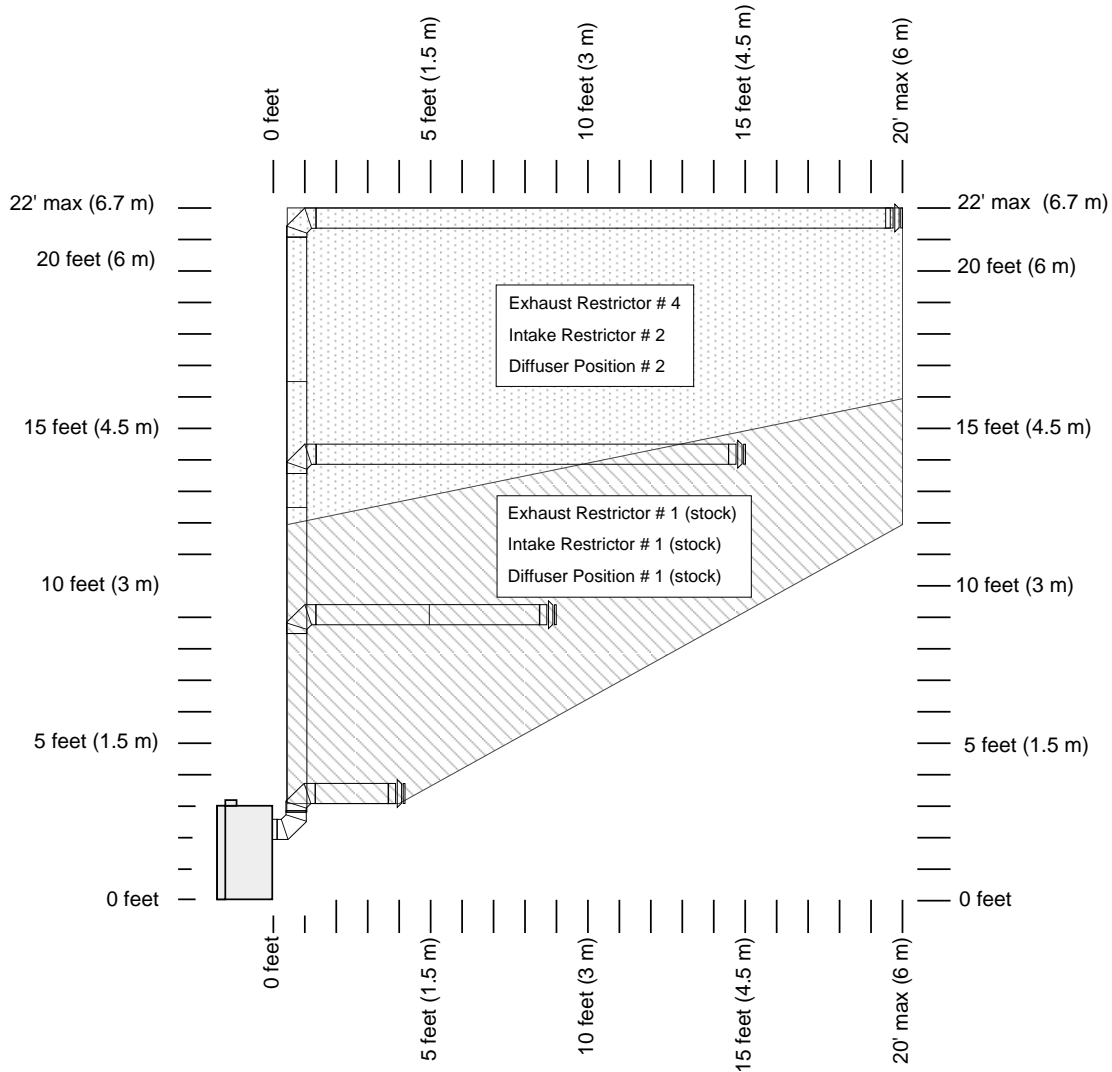 0 feet
5 feet (1.5 m)
10 feet (3 m)
15 feet (4.5 m)
20' max (6 m)
22' max (6.7 m)
22' max (6.7 m)
20 feet (6 m)
20 feet (6 m)
Exhaust Restrictor # 4
Intake Restrictor # 2
Diffuser Position # 2
15 feet (4.5 m)
15 feet (4.5 m)
Exhaust Restrictor # 1 (stock)
Intake Restrictor # 1 (stock)
Diffuser Position # 1 (stock)
10 feet (3 m)
10 feet (3 m)
5 feet (1.5 m)
5 feet (1.5 m)
0 feet
0 feet
0 feet
5 feet (1.5 m)
10 feet (3 m)
15 feet (4.5 m)
20' max (6 m)